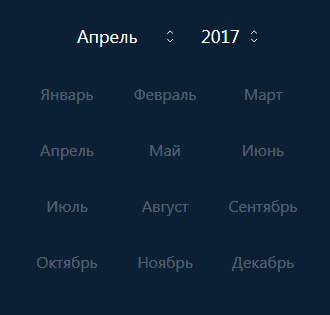 Апрель 2017
Январь Февраль Март
Апрель Май Июнь
Июль Август Сентябрь
Октябрь Ноябрь Декабрь